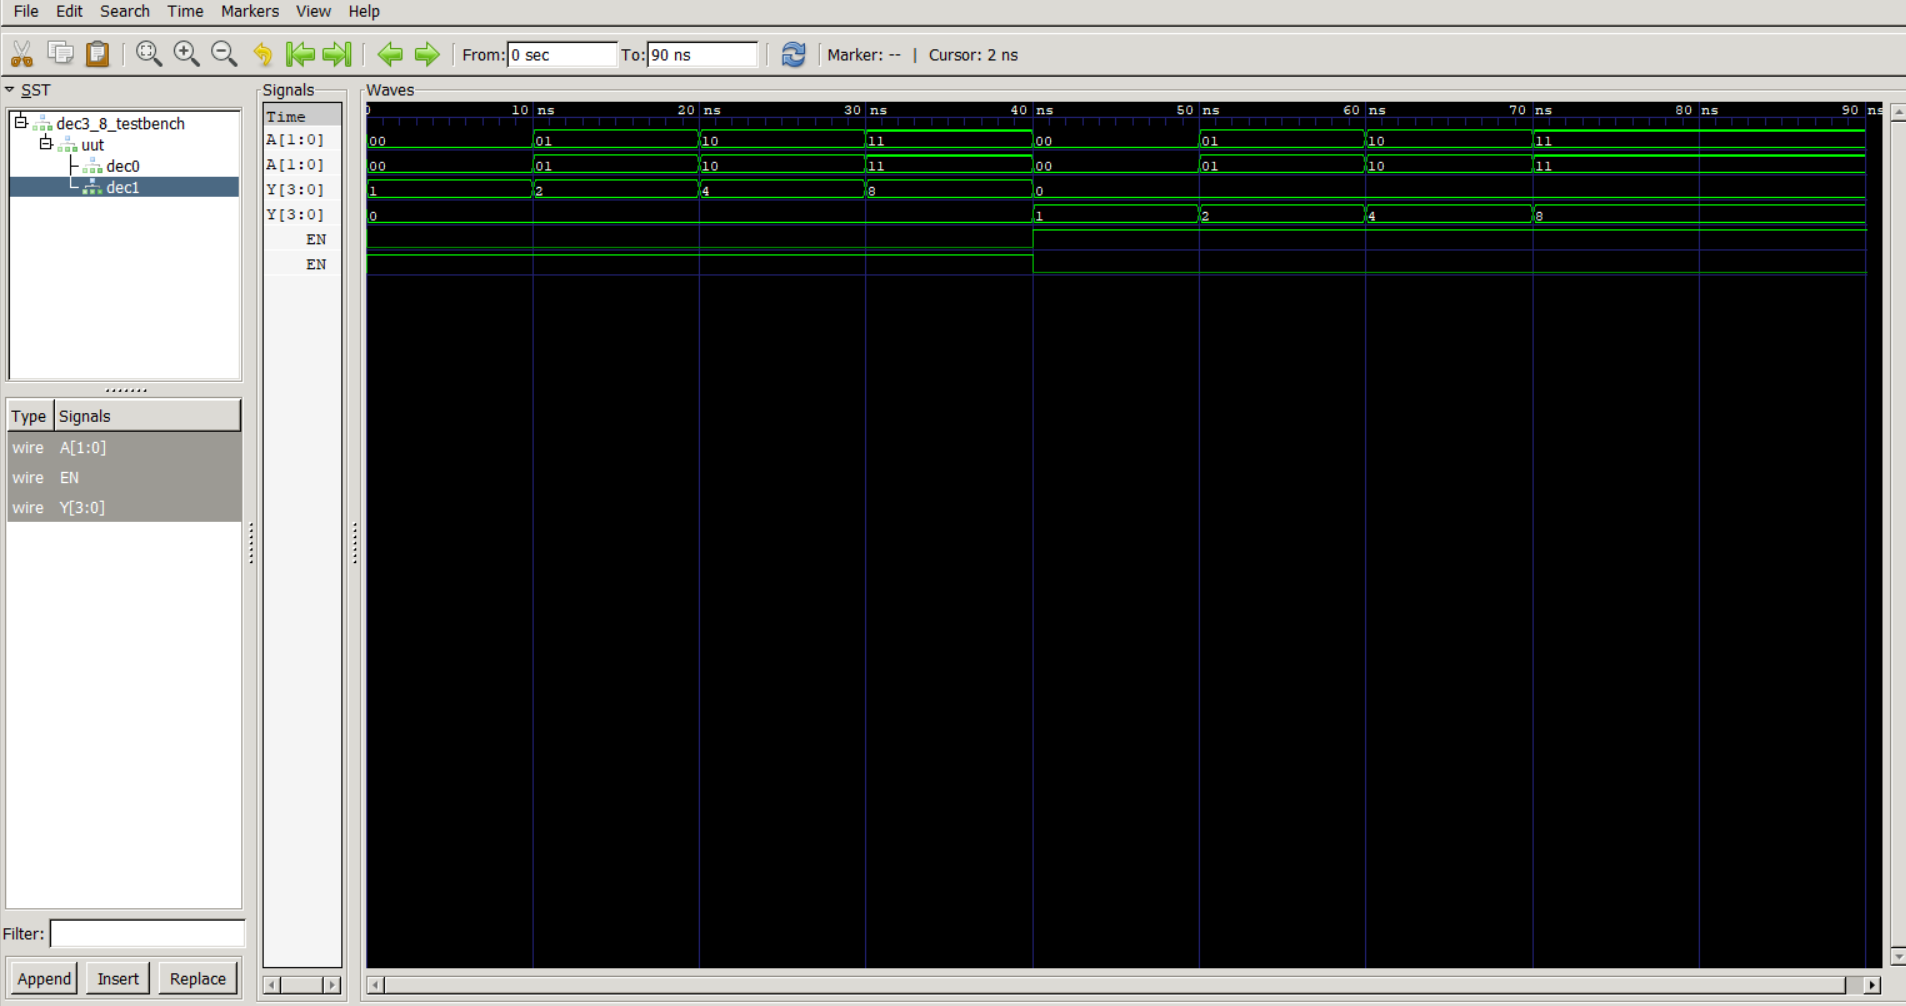 File Edit Search Time Markers View Help
From: 0 sec To: 90 ns Marker: -- | Cursor: 2 ns
SST
dec3_8_testbench
uut
dec0
dec1
Type Signals
wire A[1:0]
wire EN
wire Y[3:0]
Filter:
Append Insert Replace
Signals
Time
A[1:0]
A[1:0]
Y[3:0]
Y[3:0]
EN
EN
Waves
0 10 ns 20 ns 30 ns 40 ns 50 ns 60 ns 70 ns 80 ns 90 ns
00 01 10 11 00 01 10 11
00 01 10 11 00 01 10 11
1 2 4 8 0
0 1 2 4 8